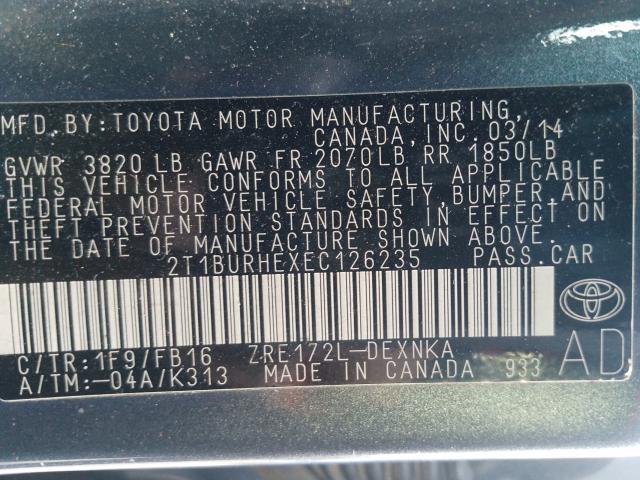 MFD. BY: TOYOTA MOTOR MANUFACTURING,
CANADA, INC. 03/14
GVWR 3820 LB GAWR FR 2070LB RR 1850LB
THIS VEHICLE CONFORMS TO ALL APPLICABLE
FEDERAL MOTOR VEHICLE SAFETY, BUMPER, AND
THEFT PREVENTION STANDARDS IN EFFECT ON
THE DATE OF MANUFACTURE SHOWN ABOVE.
2T1BURHEXEC126235 PASS. CAR
C/TR: 1F9/FB16 ZRE172L-DEXNKA
A/TM: -04A/K313 MADE IN CANADA 933
AD